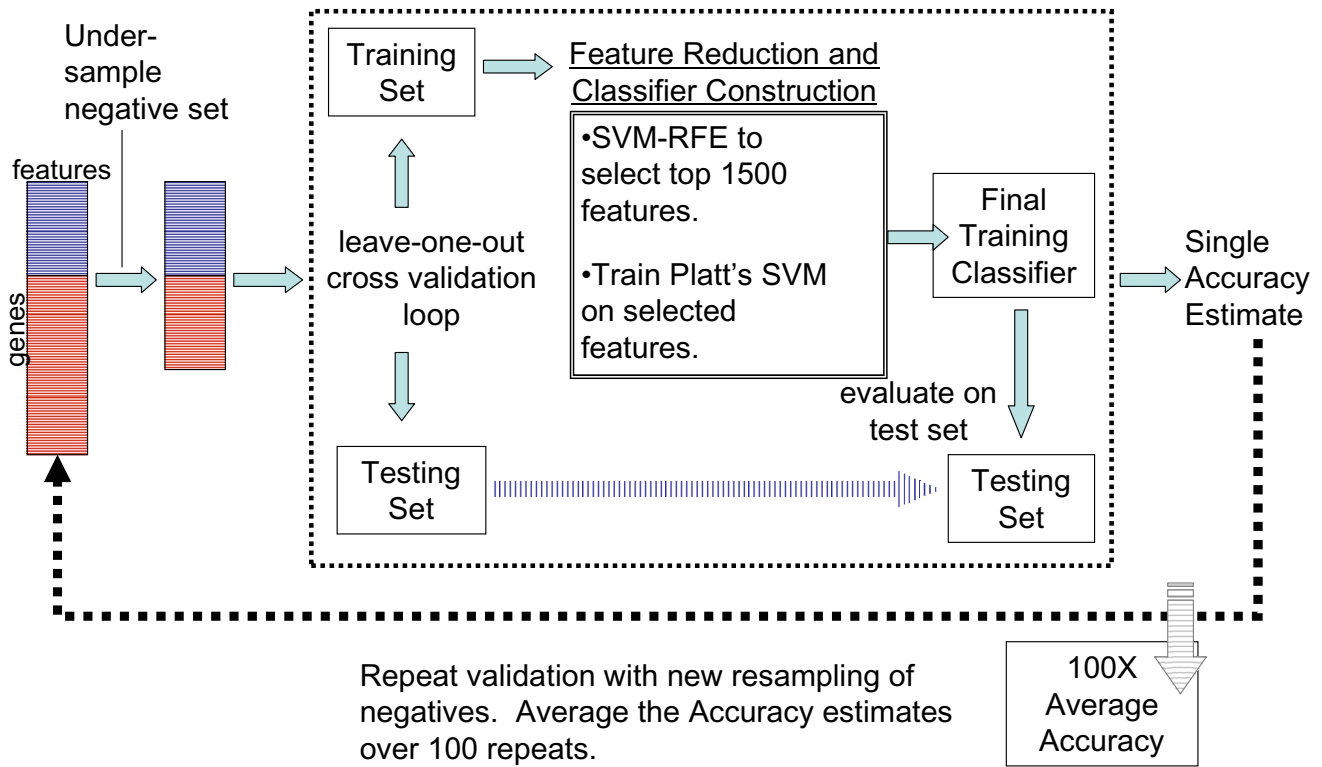 Under-
sample
negative set
features
genes
Training
Set
Feature Reduction and
Classifier Construction
•SVM-RFE to
select top 1500
features.
•Train Platt's SVM
on selected
features.
leave-one-out
cross validation
loop
Final
Training
Classifier
Single
Accuracy
Estimate
evaluate on
test set
Testing
Set
Testing
Set
Repeat validation with new resampling of
negatives. Average the Accuracy estimates
over 100 repeats.
100X
Average
Accuracy